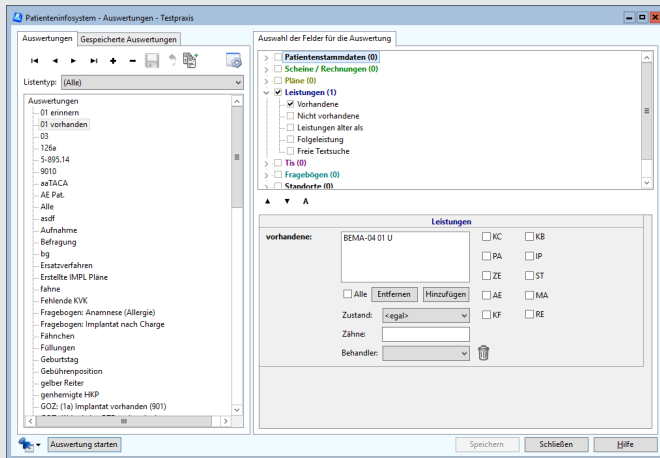 Patienteninfosystem - Auswertungen - Testpraxis
Auswertungen
Gespeicherte Auswertungen
Listentyp:
(Alle)
Auswertungen
01 erinnern
01 vorhanden
03
126a
5-895.14
9010
aaTACA
AE Pat.
Alle
asdf
Aufnahme
Befragung
bg
Ersatzverfahren
Erstellte IMPL Pläne
fahne
Fehlende KVK
Fragebogen: Anamnese (Allergie)
Fragebogen: Implantat nach Charge
Fähnchen
Füllungen
Geburtstag
Gebührenposition
gelber Reiter
genhemigte HKP
GOZ: (1a) Implantat vorhanden (901)
Auswertung starten
Auswahl der Felder für die Auswertung
Patientenstammdaten (0)
Scheine / Rechnungen (0)
Pläne (0)
Leistungen (1)
Vorhandene
Nicht vorhandene
Leistungen älter als
Folgeleistung
Freie Textsuche
Tis (0)
Fragebögen (0)
Standorte (0)
A
Leistungen
vorhandene:
BEMA-04 01 U
KC
KB
PA
IP
ZE
ST
AE
MA
KF
RE
Alle
Entfernen
Hinzufügen
Zustand:
<egal>
Zähne:
Behandler:
Speichern
Schließen
Hilfe